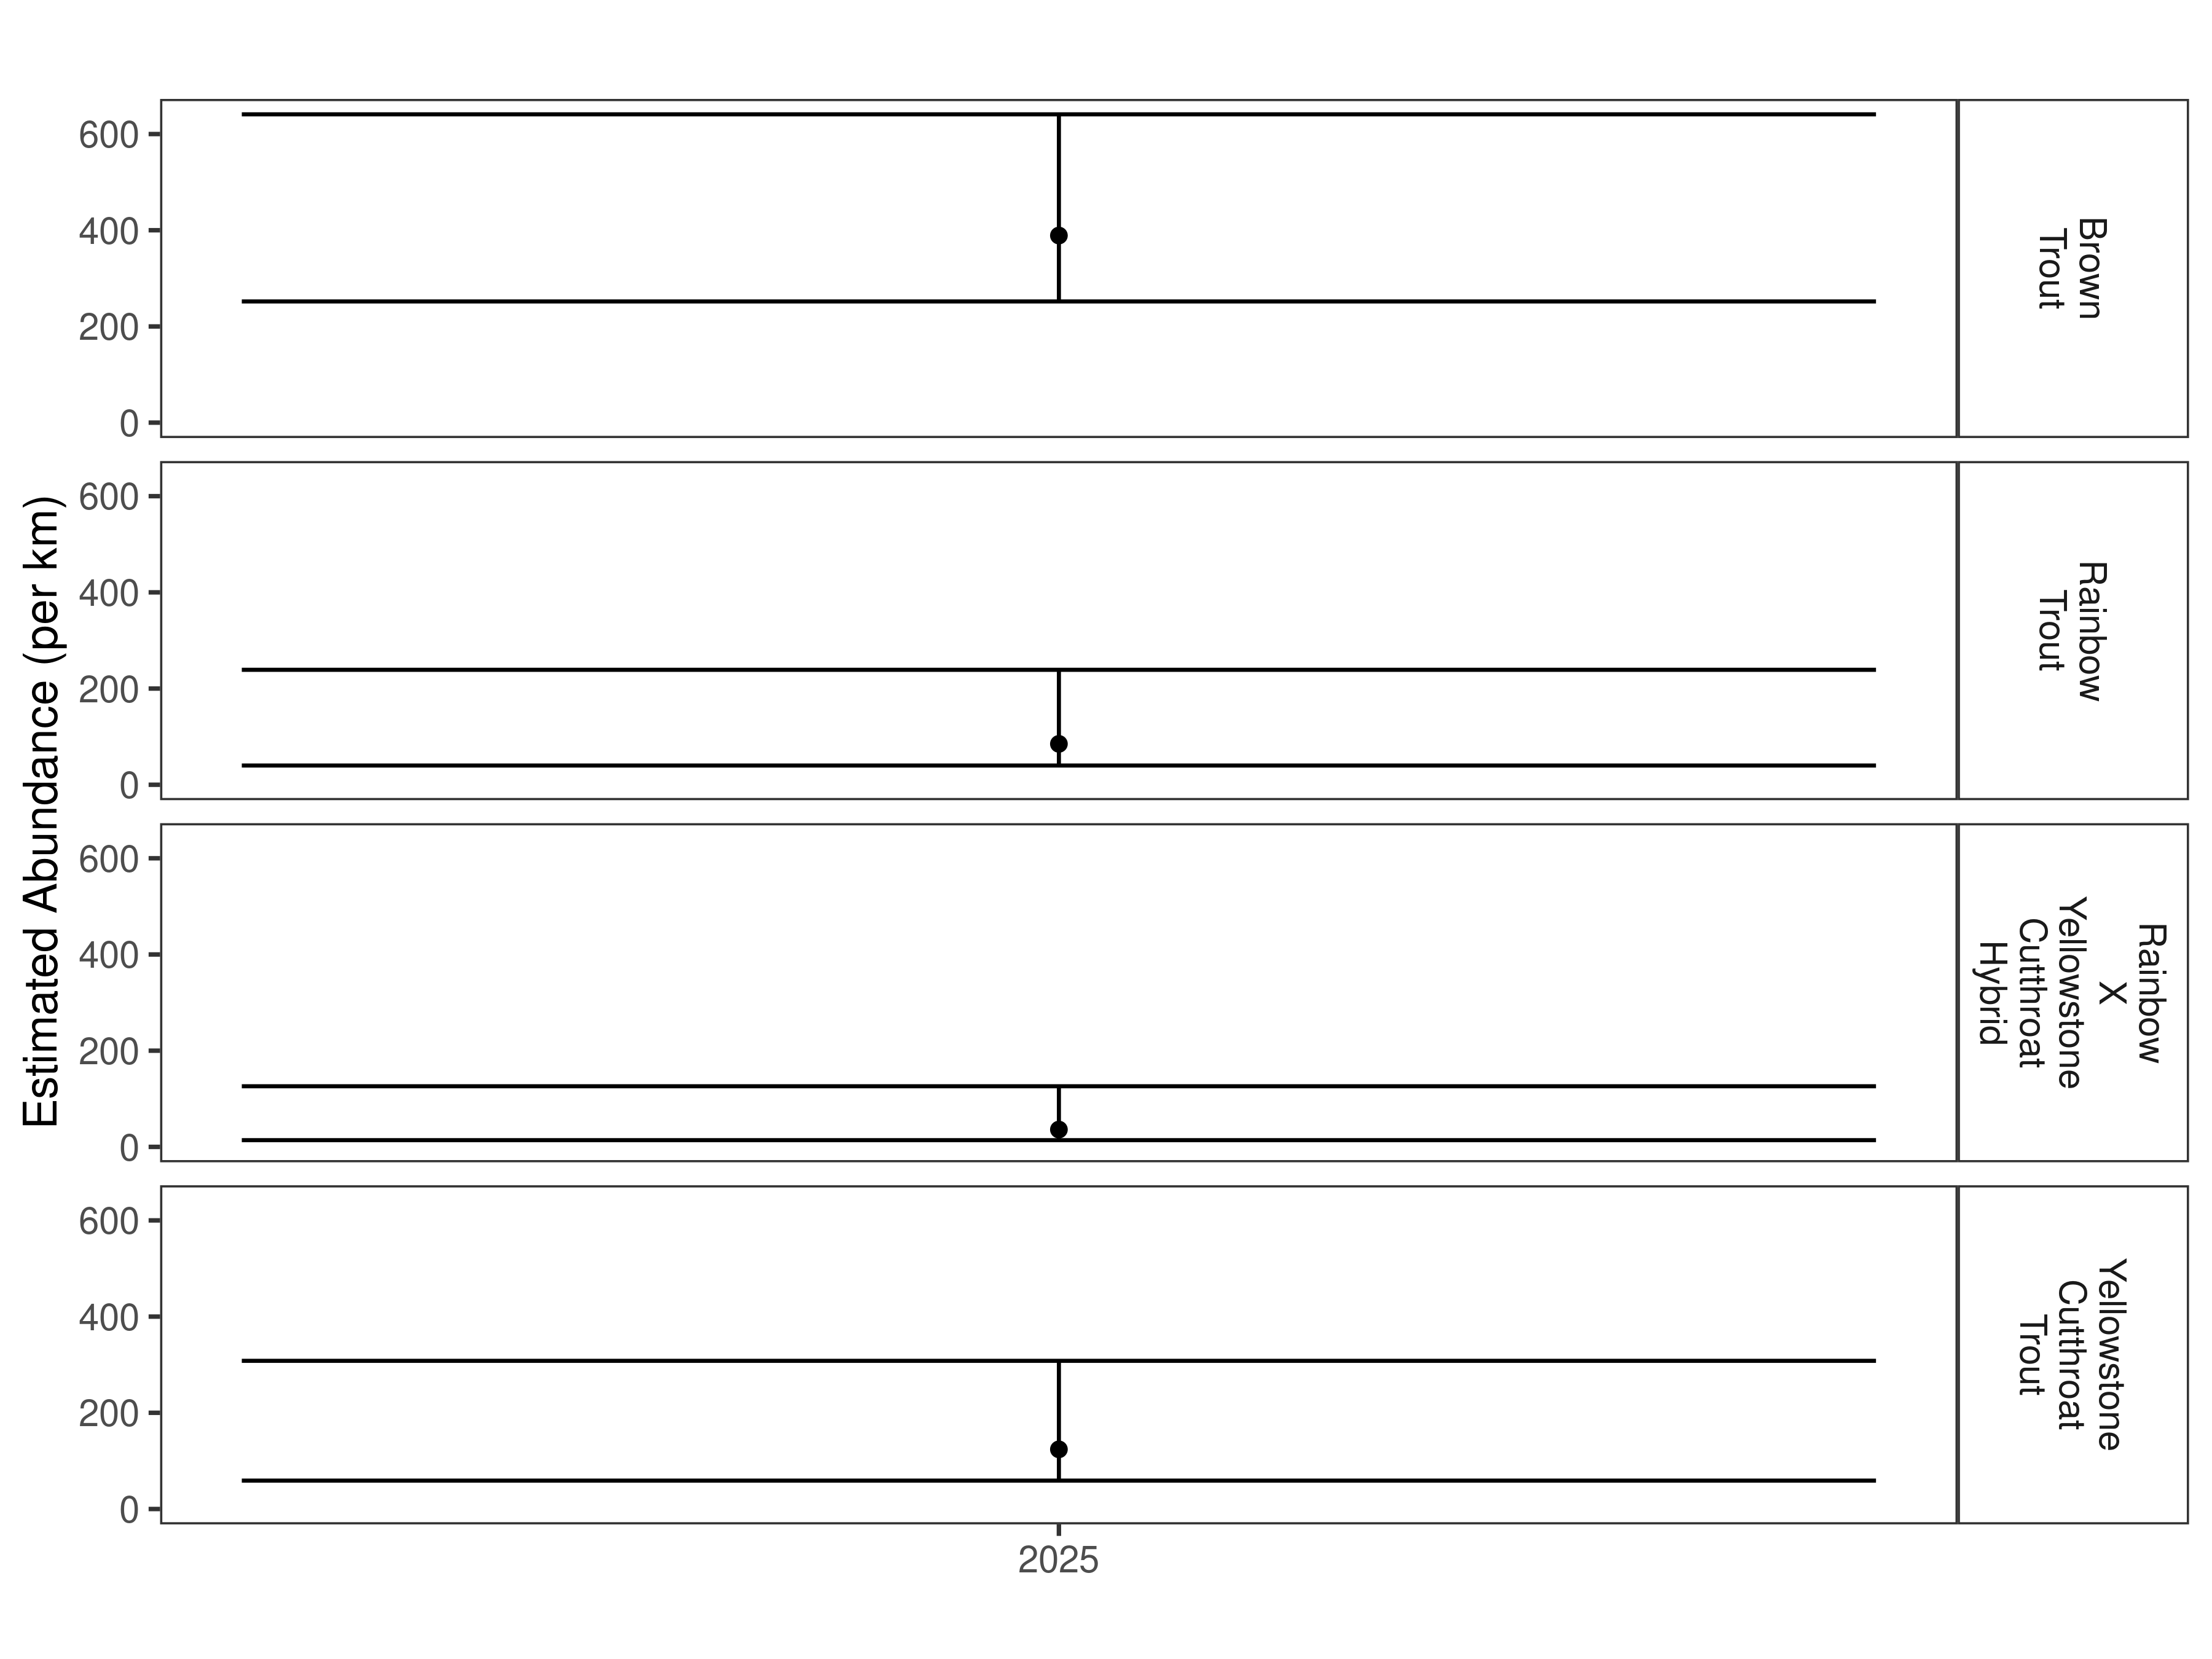 Estimated Abundance (per km)
600
400
200
0
Brown
Trout
600
400
200
0
Rainbow
Trout
600
400
200
0
Rainbow
X
Yellowstone
Cutthroat
Hybrid
600
400
200
0
Yellowstone
Cutthroat
Trout
2025